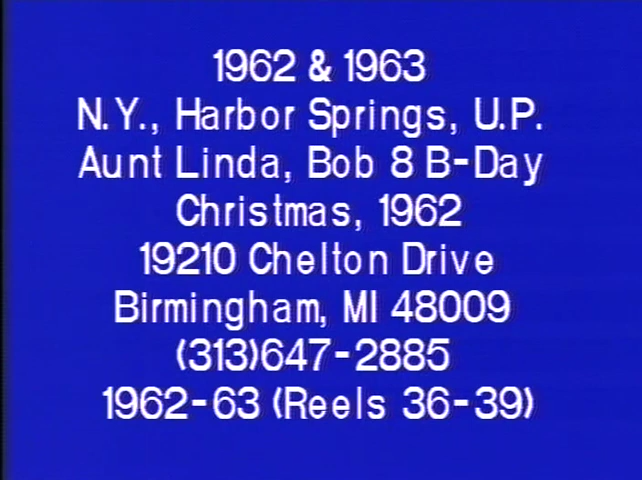 1962 & 1963
N.Y., Harbor Springs, U.P.
Aunt Linda, Bob 8 B-Day
Christmas, 1962
19210 Chelton Drive
Birmingham, MI 48009
(313)647-2885
1962-63 (Reels 36-39)